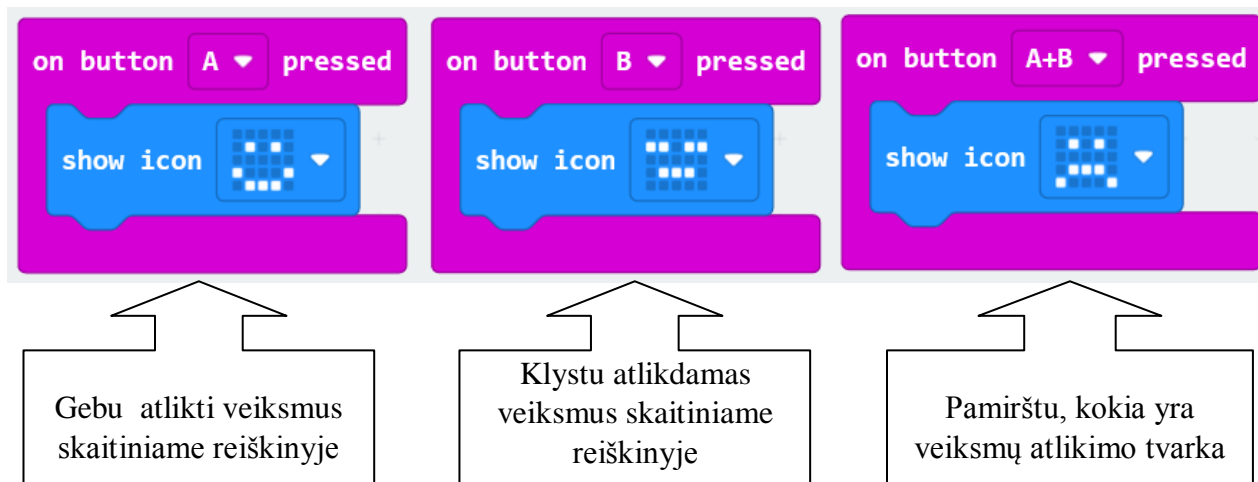 on button A pressed
show icon
on button B pressed
show icon
on button A+B pressed
show icon
Gebu atlikti veiksmus
skaitiniame reiškinyje
Klystu atlikdamas
veiksmus skaitiniame
reiškinyje
Pamirštu, kokia yra
veiksmų atlikimo tvarka